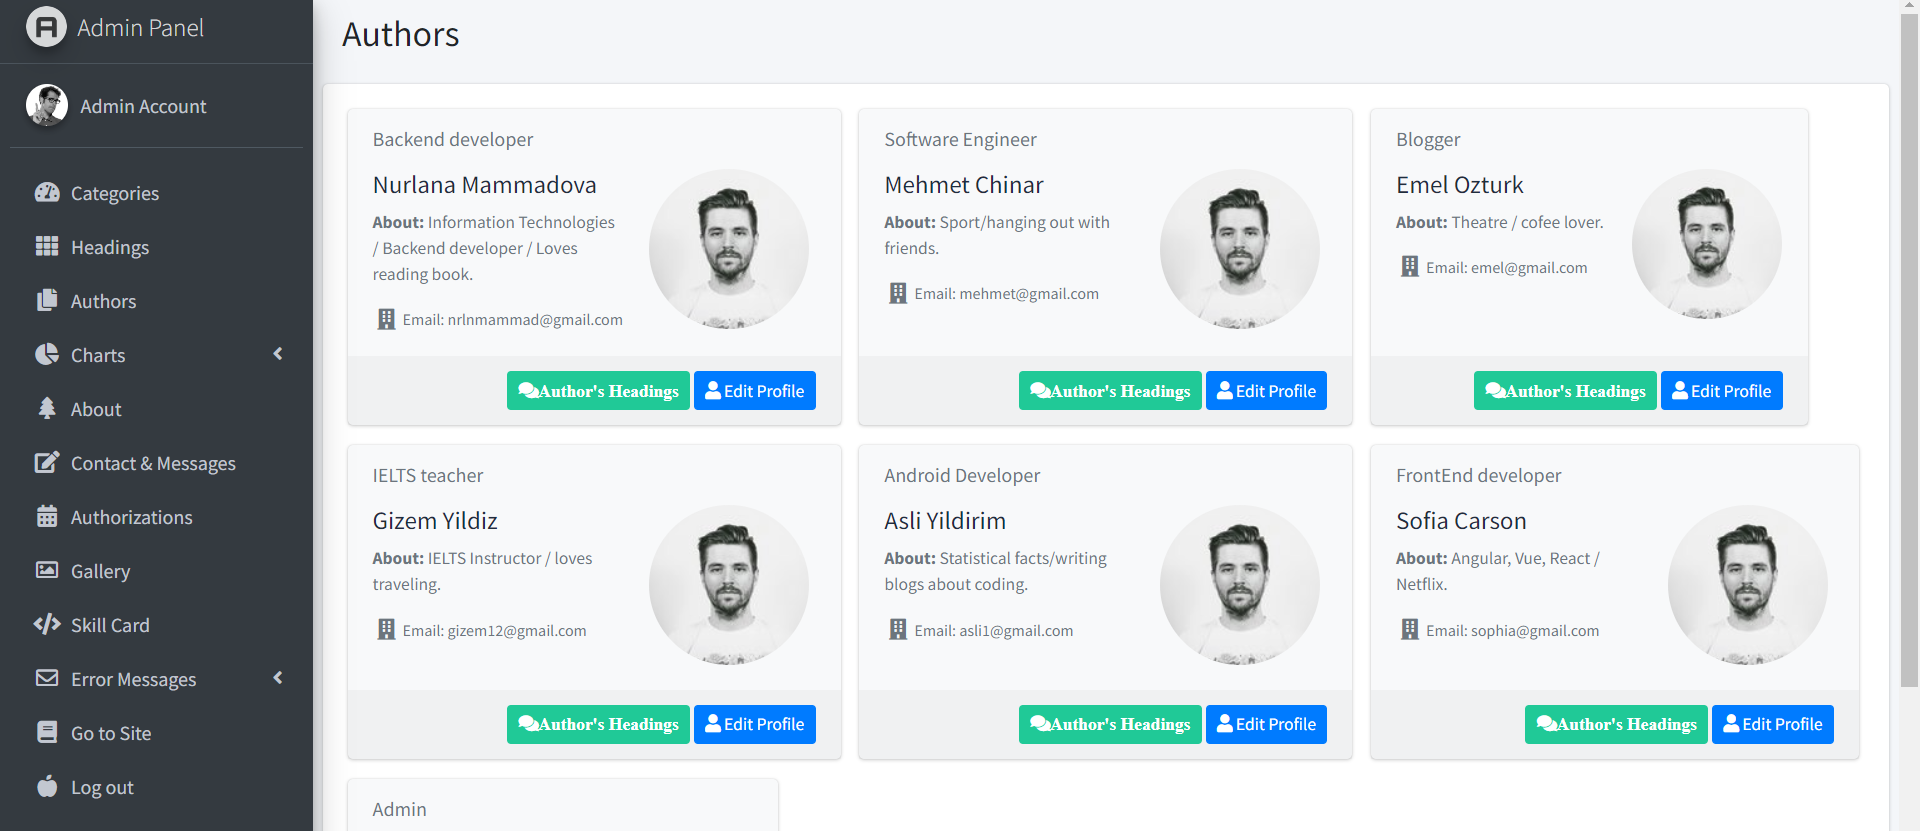 Admin Panel
Admin Account
Categories
Headings
Authors
Charts
About
Contact & Messages
Authorizations
Gallery
Skill Card
Error Messages
Go to Site
Log out
Authors
Backend developer
Nurlana Mammadova
About: Information Technologies
/ Backend developer / Loves
reading book.
Email: nrlnmammad@gmail.com
Author's Headings
Edit Profile
Software Engineer
Mehmet Chinar
About: Sport/hanging out with
friends.
Email: mehmet@gmail.com
Author's Headings
Edit Profile
Blogger
Emel Ozturk
About: Theatre / cofee lover.
Email: emel@gmail.com
Author's Headings
Edit Profile
IELTS teacher
Gizem Yildiz
About: IELTS Instructor / loves
traveling.
Email: gizem12@gmail.com
Author's Headings
Edit Profile
Android Developer
Asli Yildirim
About: Statistical facts/writing
blogs about coding.
Email: asli1@gmail.com
Author's Headings
Edit Profile
FrontEnd developer
Sofia Carson
About: Angular, Vue, React /
Netflix.
Email: sophia@gmail.com
Author's Headings
Edit Profile
Admin